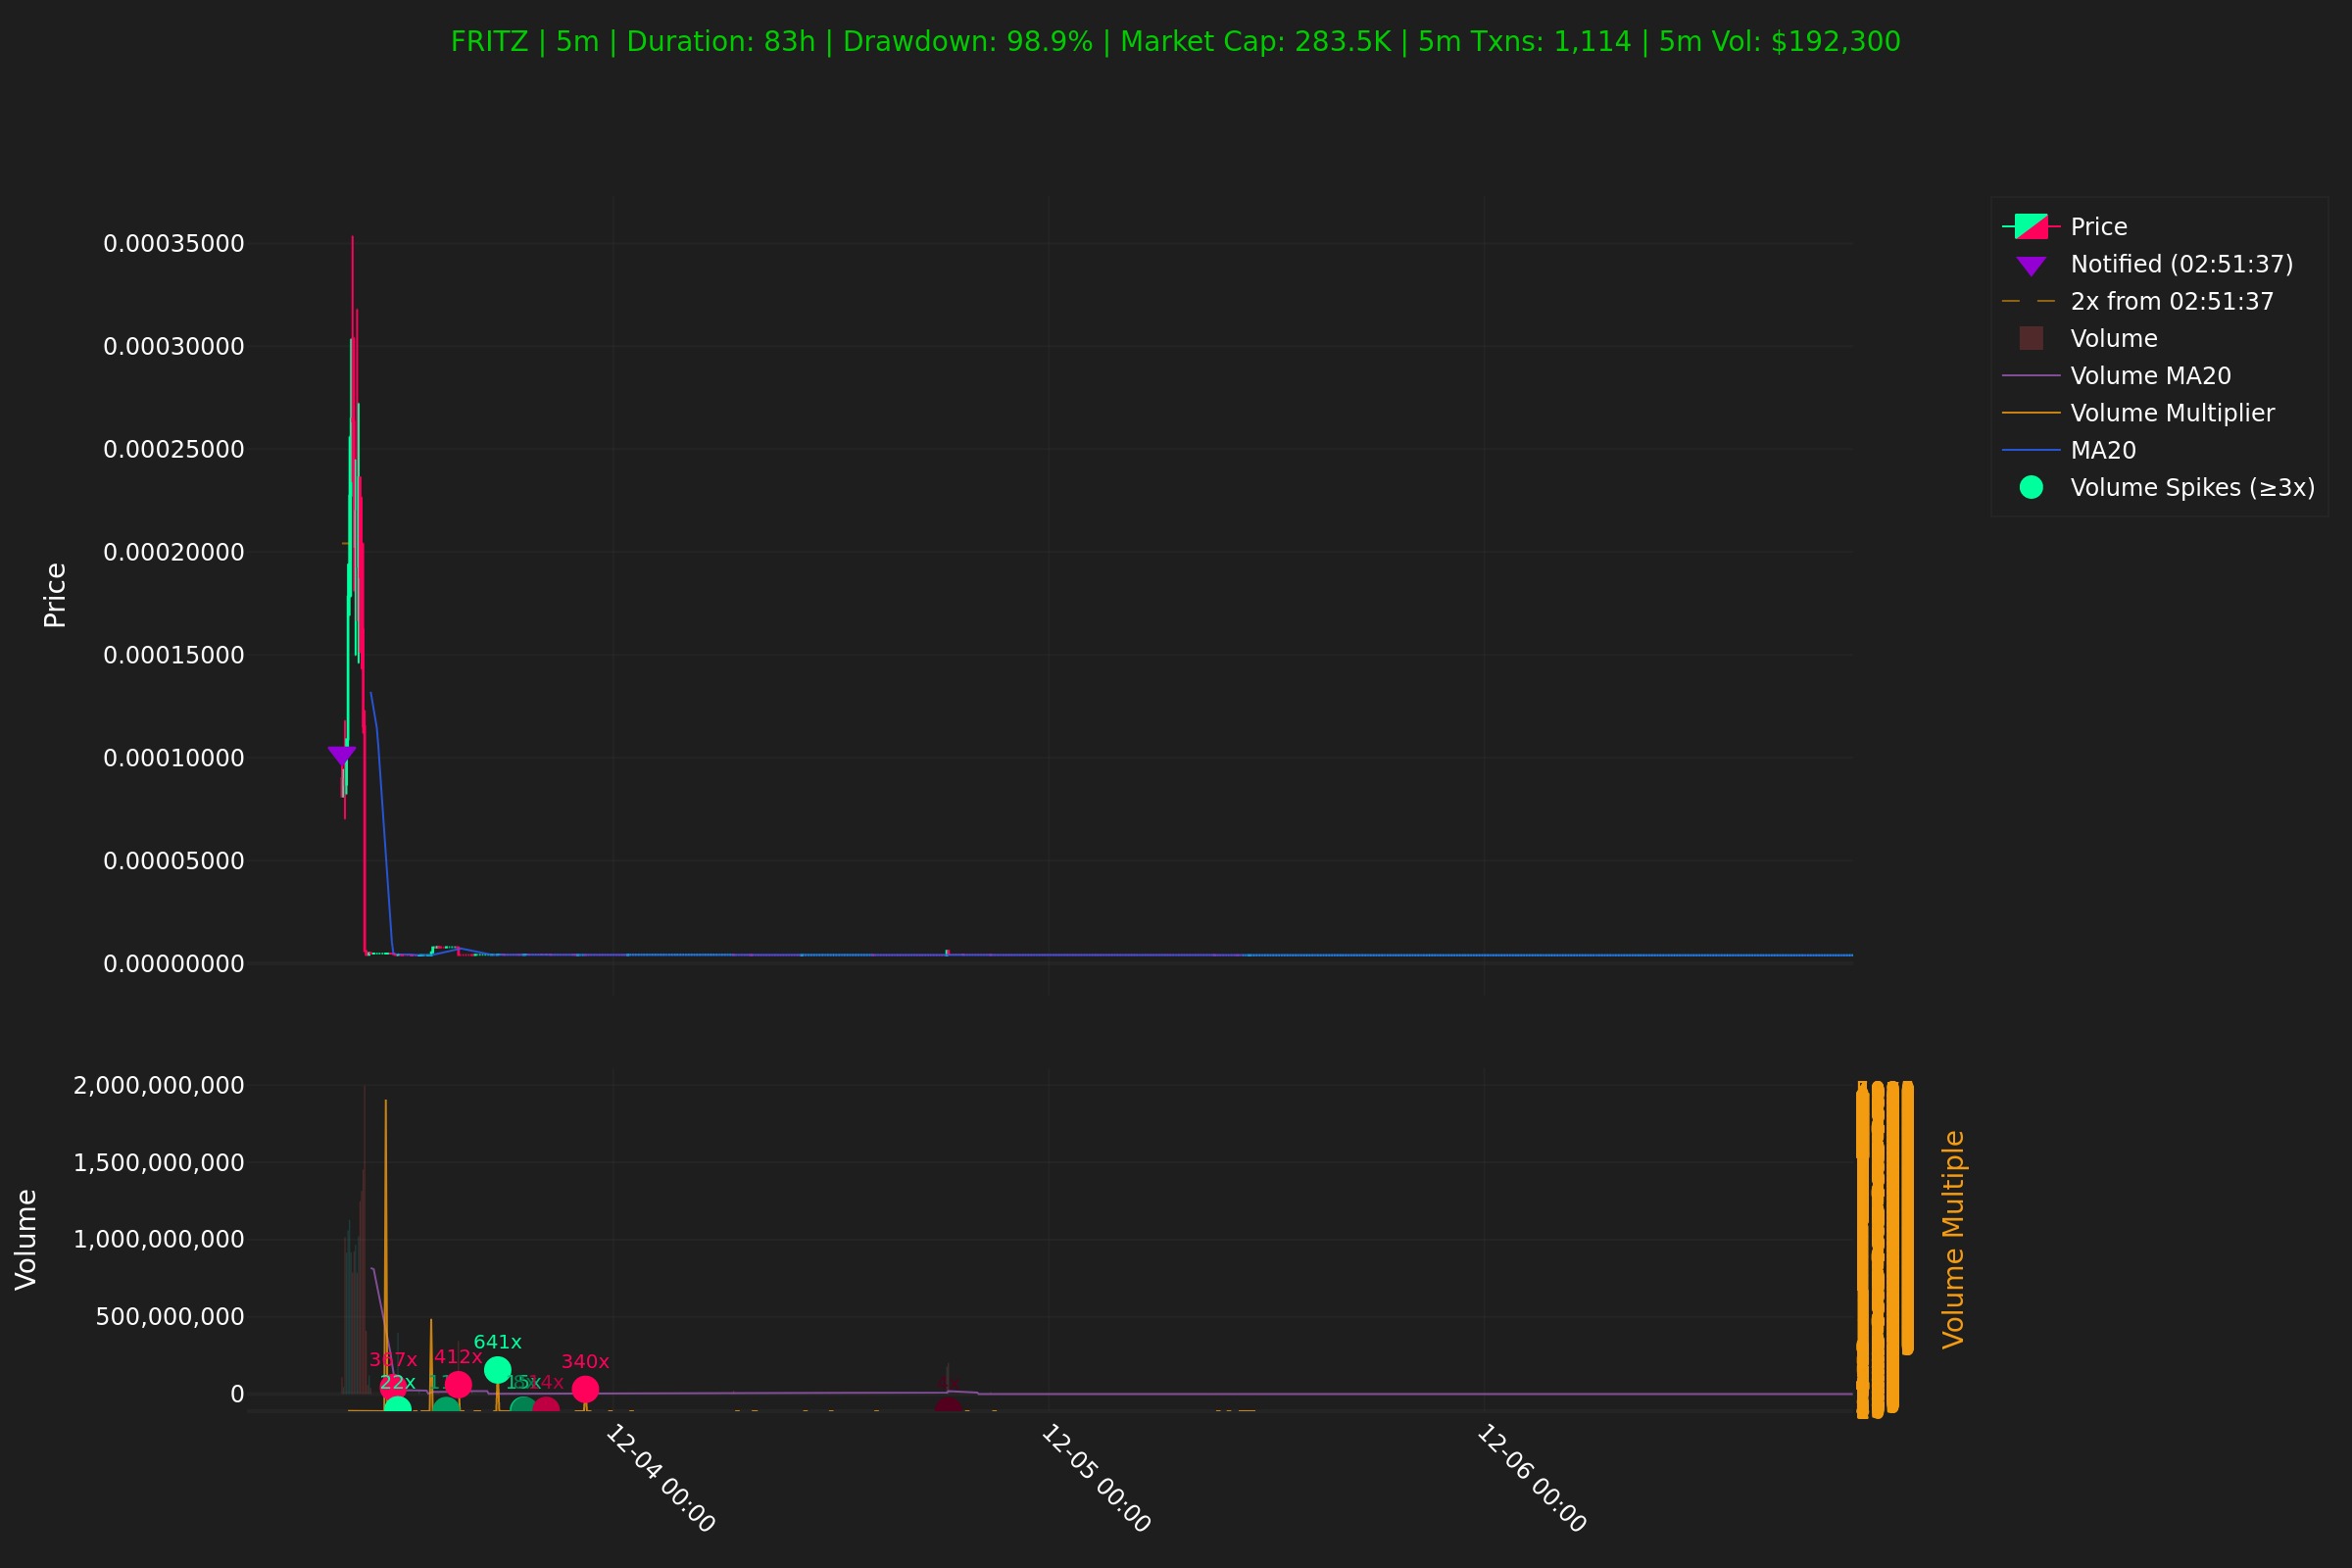 FRITZ | 5m | Duration: 83h | Drawdown: 98.9% | Market Cap: 283.5K | 5m Txns: 1,114 | 5m Vol: $192,300
Price
0.00035000
0.00030000
0.00025000
0.00020000
0.00015000
0.00010000
0.00005000
0.00000000
Price
Notified (02:51:37)
2x from 02:51:37
Volume
Volume MA20
Volume Multiplier
MA20
Volume Spikes (≥3x)
Volume
2,000,000,000
1,500,000,000
1,000,000,000
500,000,000
0
641x
412x
340x
22x
15x
Volume Multiple
12-04 00:00
12-05 00:00
12-06 00:00